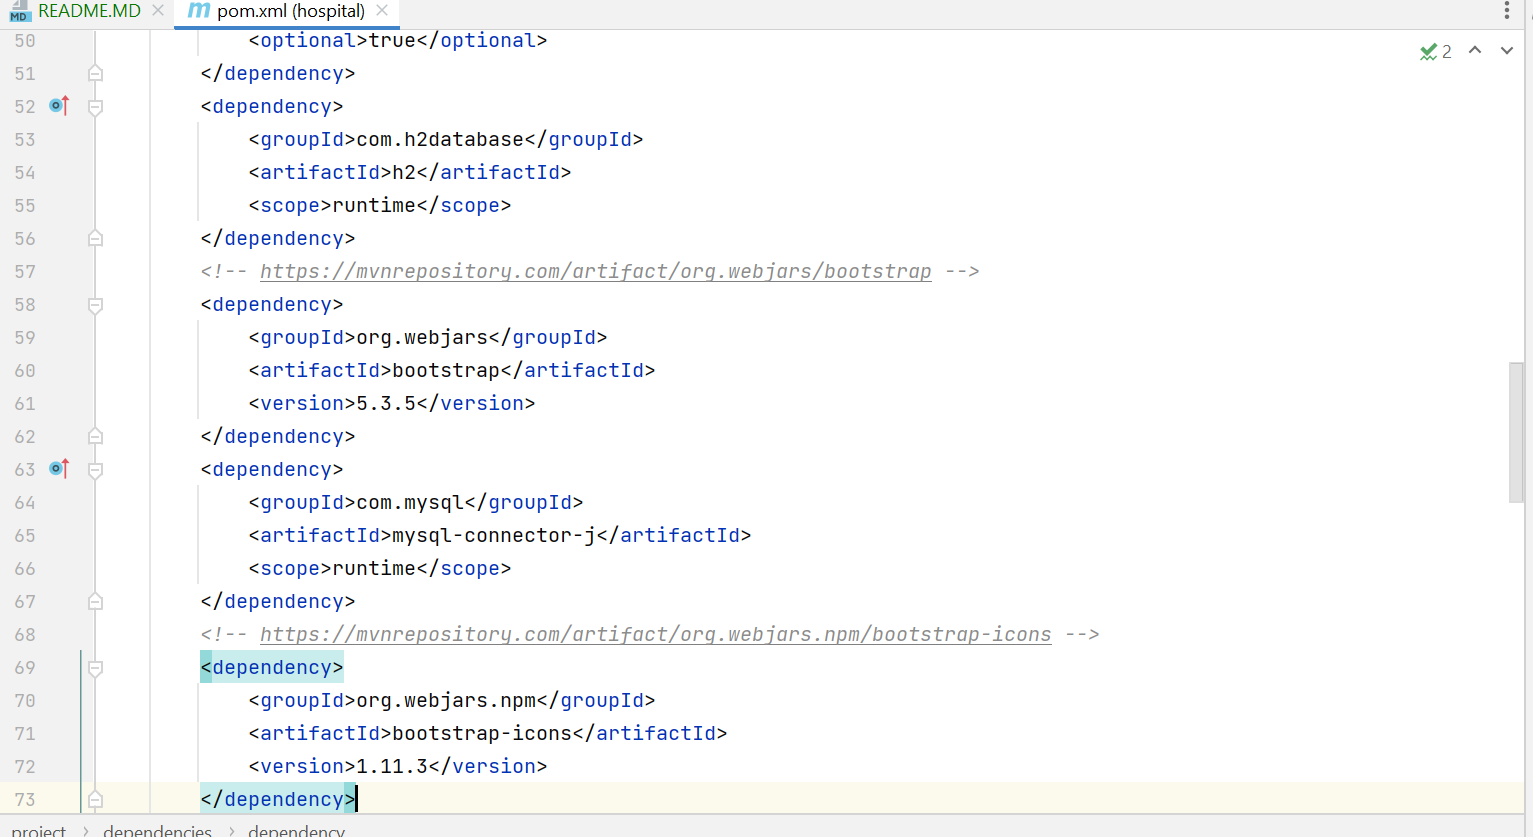 MD README.MD
m pom.xml (hospital)
2
50 <optional>true</optional>
51 </dependency>
52 <dependency>
53 <groupId>com.h2database</groupId>
54 <artifactId>h2</artifactId>
55 <scope>runtime</scope>
56 </dependency>
57 <!-- https://mvnrepository.com/artifact/org.webjars/bootstrap -->
58 <dependency>
59 <groupId>org.webjars</groupId>
60 <artifactId>bootstrap</artifactId>
61 <version>5.3.5</version>
62 </dependency>
63 <dependency>
64 <groupId>com.mysql</groupId>
65 <artifactId>mysql-connector-j</artifactId>
66 <scope>runtime</scope>
67 </dependency>
68 <!-- https://mvnrepository.com/artifact/org.webjars.npm/bootstrap-icons -->
69 <dependency>
70 <groupId>org.webjars.npm</groupId>
71 <artifactId>bootstrap-icons</artifactId>
72 <version>1.11.3</version>
73 </dependency>
project › dependencies › dependency